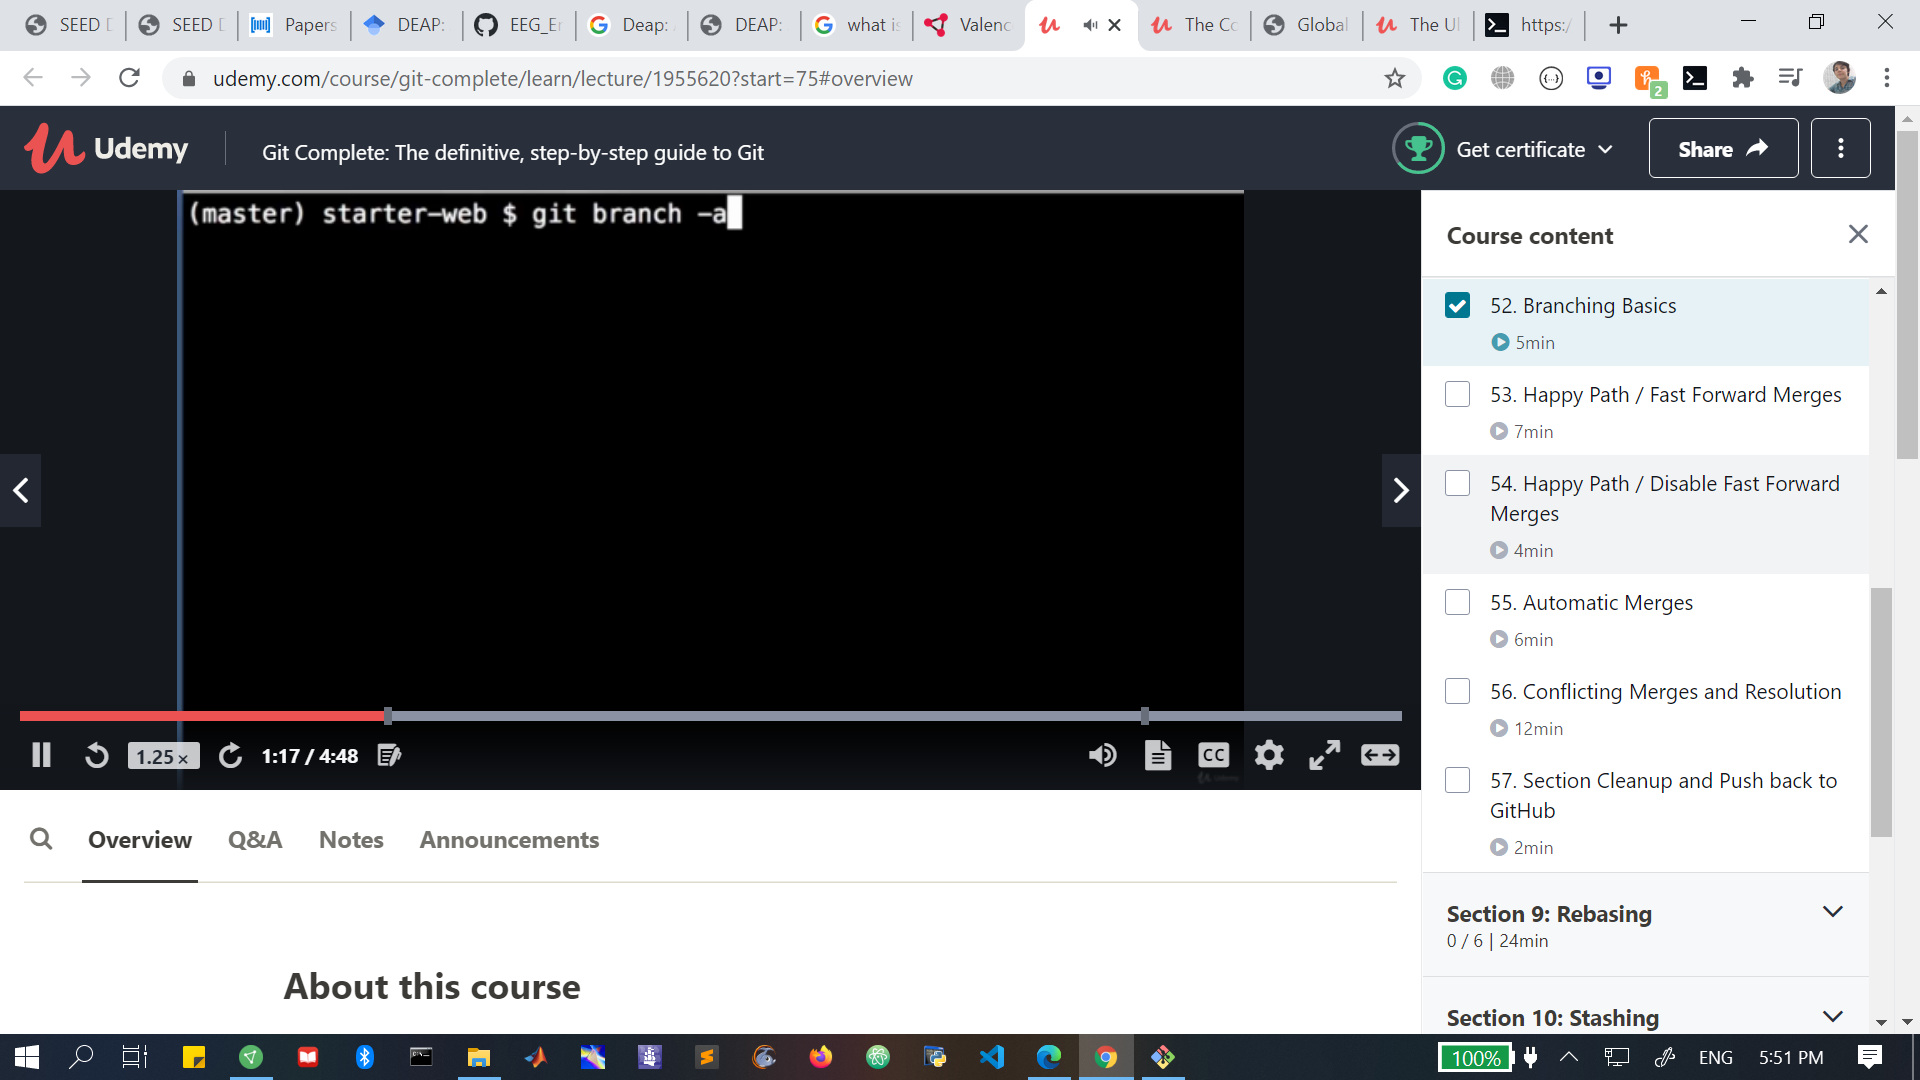 SEED D
SEED D
Papers
DEAP:
EEG_Er
Deap: A
DEAP:
what is
Valenc
The Co
Global
The Ul
https:/
udemy.com/course/git-complete/learn/lecture/1955620?start=75#overview
2
Udemy
Git Complete: The definitive, step-by-step guide to Git
Get certificate
Share
(master) starter-web $ git branch -a
Course content
52. Branching Basics
5min
53. Happy Path / Fast Forward Merges
7min
54. Happy Path / Disable Fast Forward
Merges
4min
55. Automatic Merges
6min
56. Conflicting Merges and Resolution
12min
57. Section Cleanup and Push back to
GitHub
2min
Section 9: Rebasing
0 / 6 | 24min
Section 10: Stashing
1.25×
1:17 / 4:48
CC
Overview
Q&A
Notes
Announcements
About this course
100%
ENG
5:51 PM